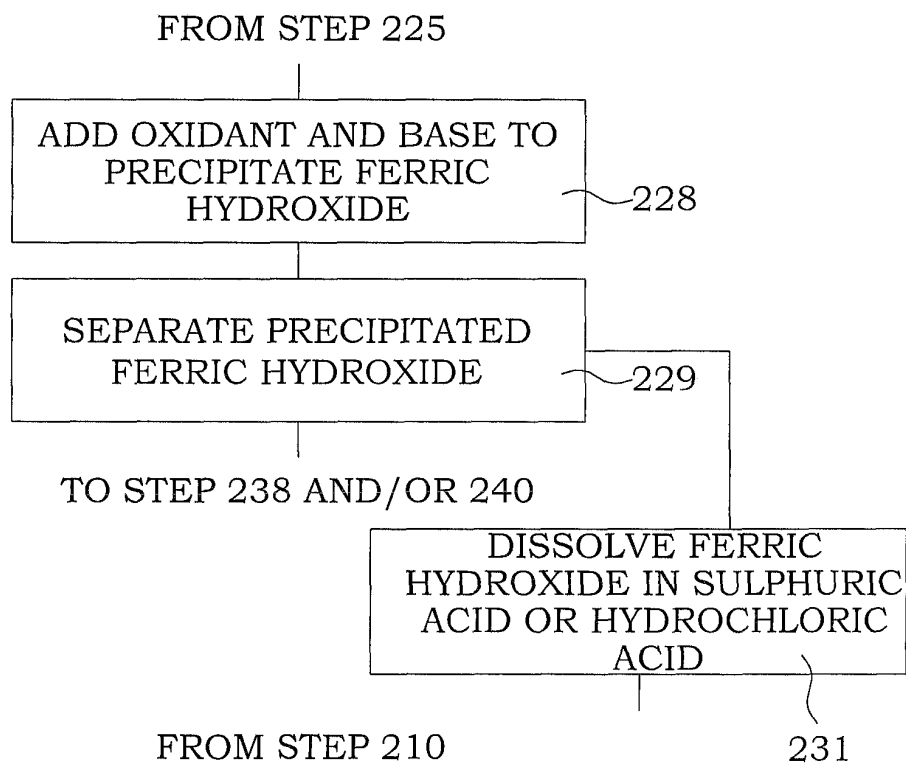 FROM STEP 225
ADD OXIDANT AND BASE TO
PRECIPITATE FERRIC
HYDROXIDE
228
SEPARATE PRECIPITATED
FERRIC HYDROXIDE
229
TO STEP 238 AND/OR 240
DISSOLVE FERRIC
HYDROXIDE IN SULPHURIC
ACID OR HYDROCHLORIC
ACID
FROM STEP 210
231